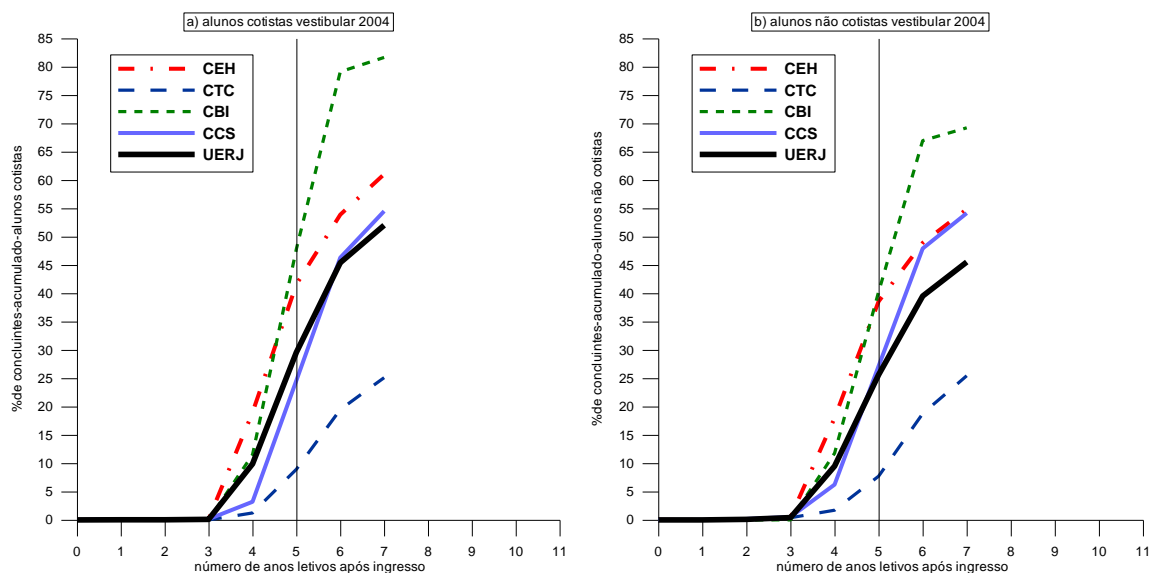 a) alunos cotistas vestibular 2004
%de concluintes-acumulado-alunos cotistas
85
80
75
70
65
60
55
50
45
40
35
30
25
20
15
10
5
0
CEH
CTC
CBI
CCS
UERJ
0 1 2 3 4 5 6 7 8 9 10 11
número de anos letivos após ingresso
b) alunos não cotistas vestibular 2004
%de concluintes-acumulado-alunos não cotistas
85
80
75
70
65
60
55
50
45
40
35
30
25
20
15
10
5
0
CEH
CTC
CBI
CCS
UERJ
0 1 2 3 4 5 6 7 8 9 10 11
número de anos letivos após ingresso